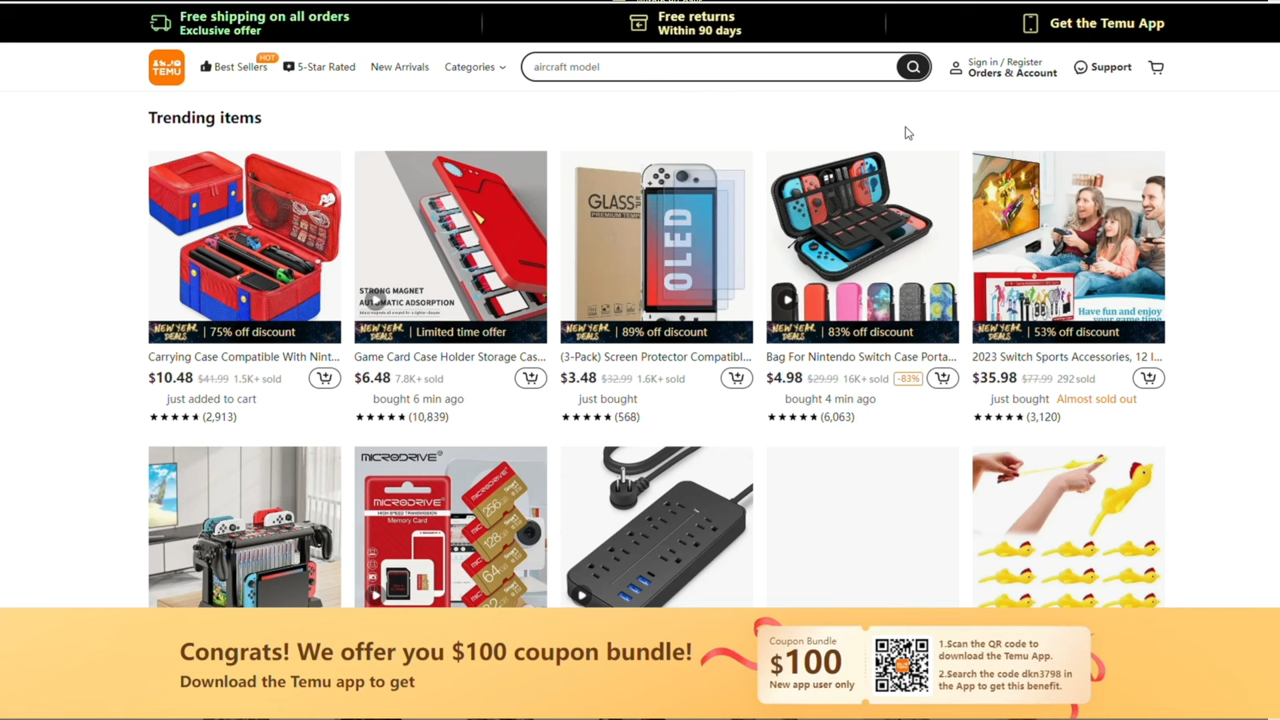 Free shipping on all orders
Exclusive offer
Free returns
Within 90 days
Get the Temu App
TEMU
Best Sellers
HOT
5-Star Rated
New Arrivals
Categories
aircraft model
Sign in / Register
Orders & Account
Support
Trending items
STRONG MAGNET
AUTOMATIC ADSORPTION
GLASS
PREMIUM TEMP
OLED
Have fun and enjoy
your game time
NEW YEAR DEALS | 75% off discount
NEW YEAR DEALS | Limited time offer
NEW YEAR DEALS | 89% off discount
NEW YEAR DEALS | 83% off discount
NEW YEAR DEALS | 53% off discount
Carrying Case Compatible With Nint...
Game Card Case Holder Storage Cas...
(3-Pack) Screen Protector Compatibl...
Bag For Nintendo Switch Case Porta...
2023 Switch Sports Accessories, 12 I...
$10.48 $41.99 1.5K+ sold
$6.48 7.8K+ sold
$3.48 $32.99 1.6K+ sold
$4.98 $29.99 16K+ sold -83%
$35.98 $77.99 292 sold
just added to cart
bought 6 min ago
just bought
bought 4 min ago
just bought Almost sold out
(2,913)
(10,839)
(568)
(6,063)
(3,120)
MICRODRIVE
MICRODRIVE
HIGH SPEED TRANSMISSION
Memory Card
256
128
64
32
Congrats! We offer you $100 coupon bundle!
Download the Temu app to get
Coupon Bundle
$100
New app user only
1.Scan the QR code to
download the Temu App.
2.Search the code dkn3798 in
the App to get this benefit.